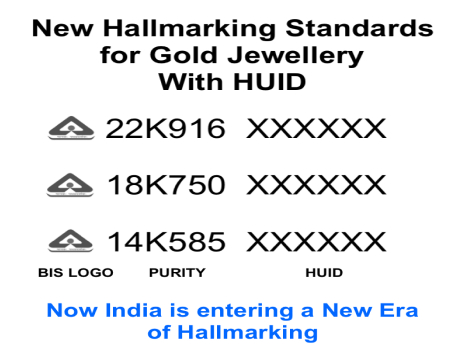 New Hallmarking Standards
for Gold Jewellery
With HUID
22K916 XXXXXX
18K750 XXXXXX
14K585 XXXXXX
BIS LOGO PURITY HUID
Now India is entering a New Era
of Hallmarking